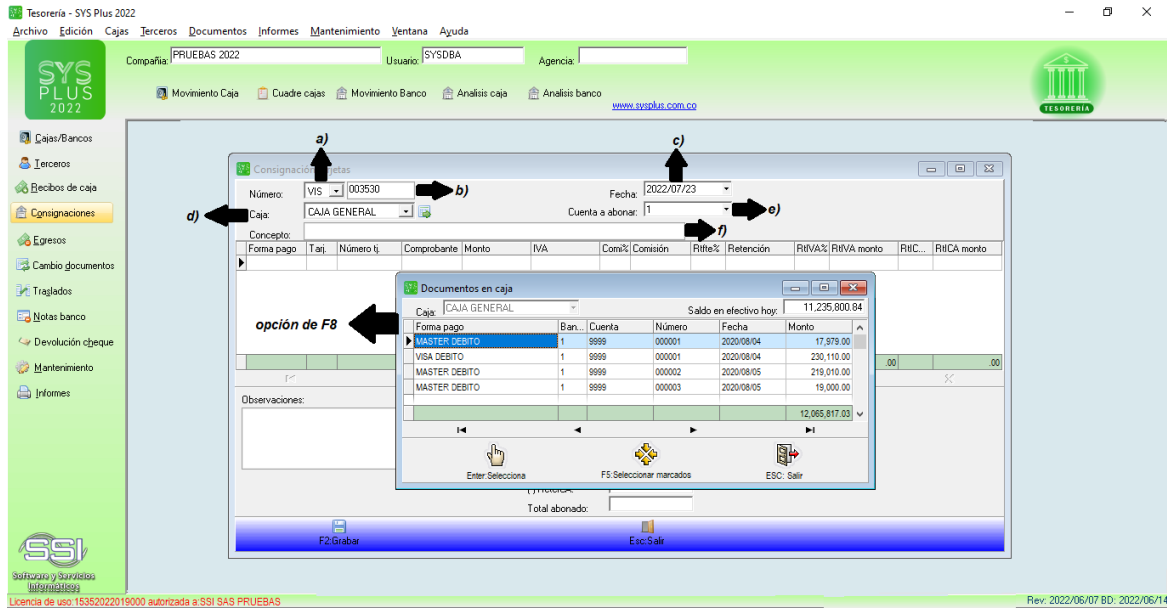 Tesorería - SYS Plus 2022
Archivo Edición Cajas Terceros Documentos Informes Mantenimiento Ventana Ayuda
SYS PLUS 2022
Compañia: PRUEBAS 2022 Usuario: SYSDBA Agencia:
Movimiento Caja Cuadre cajas Movimiento Banco Analisis caja Analisis banco
www.sysplus.com.co
TESORERÍA
Cajas/Bancos
Terceros
Recibos de caja
Consignaciones
Egresos
Cambio documentos
Traslados
Notas banco
Devolución cheque
Mantenimiento
Informes
a)
c)
Número: VIS 003530 b) Fecha: 2022/07/23
d) Caja: CAJA GENERAL Cuenta a abonar: 1 e)
Concepto: f)
Forma pago Tarj. Número tj. Comprobante Monto IVA Comi% Comisión Rtfte% Retención RtIVA% RtIVA monto RtIC... RtICA monto
opción de F8
.00 .00
Observaciones:
Documentos en caja
Caja: CAJA GENERAL Saldo en efectivo hoy: 11,235,800.84
Forma pago Ban... Cuenta Número Fecha Monto
MASTER DEBITO 1 9999 000001 2020/08/04 17,979.00
VISA DEBITO 1 9999 000001 2020/08/04 230,110.00
MASTER DEBITO 1 9999 000002 2020/08/05 219,010.00
MASTER DEBITO 1 9999 000003 2020/08/05 19,000.00
12,065,817.03
Enter:Selecciona F5:Seleccionar marcados ESC: Salir
Total abonado:
F2:Grabar Esc:Salir
SSI
Software y Servicios
Informáticos
Licencia de uso:15352022019000 autorizada a:SSI SAS PRUEBAS
Rev: 2022/06/07 BD: 2022/06/14